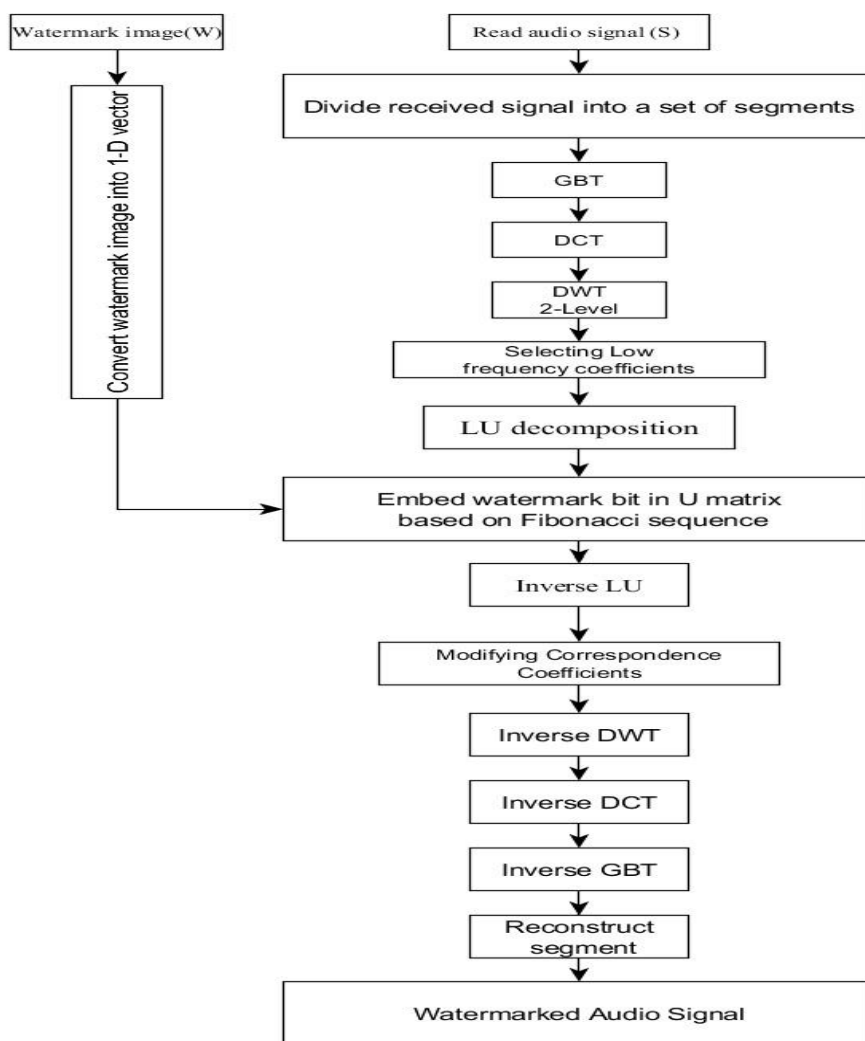 Watermark image(W)
Read audio signal (S)
Convert watermark image into 1-D vector
Divide received signal into a set of segments
GBT
DCT
DWT
2-Level
Selecting Low
frequency coefficients
LU decomposition
Embed watermark bit in U matrix
based on Fibonacci sequence
Inverse LU
Modifying Correspondence
Coefficients
Inverse DWT
Inverse DCT
Inverse GBT
Reconstruct
segment
Watermarked Audio Signal